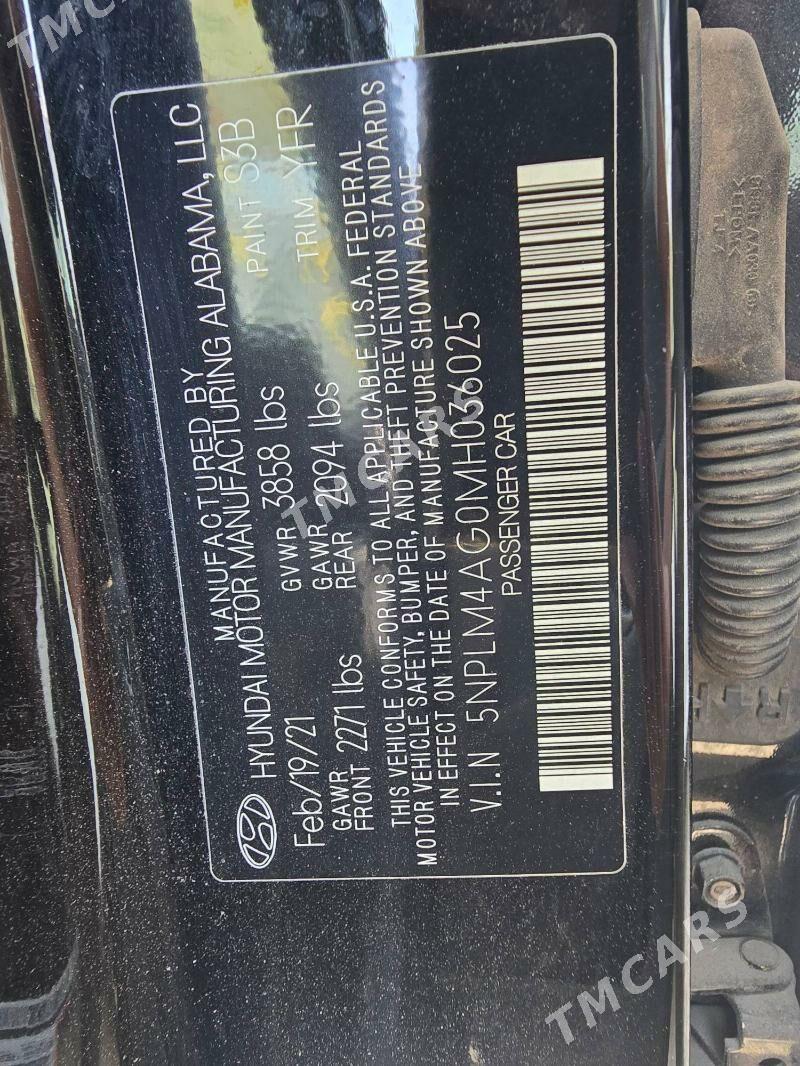 MANUFACTURED BY
HYUNDAI MOTOR MANUFACTURING ALABAMA, LLC
Feb/19/21 GVWR 3858 lbs PAINT S3B
GAWR FRONT 2271 lbs GAWR REAR 2094 lbs TRIM YFR
THIS VEHICLE CONFORMS TO ALL APPLICABLE U.S.A. FEDERAL
MOTOR VEHICLE SAFETY, BUMPER, AND THEFT PREVENTION STANDARDS
IN EFFECT ON THE DATE OF MANUFACTURE SHOWN ABOVE
V.I.N 5NPLM4AG0MH036025
PASSENGER CAR
TMCARS
TMCARS
TMCARS